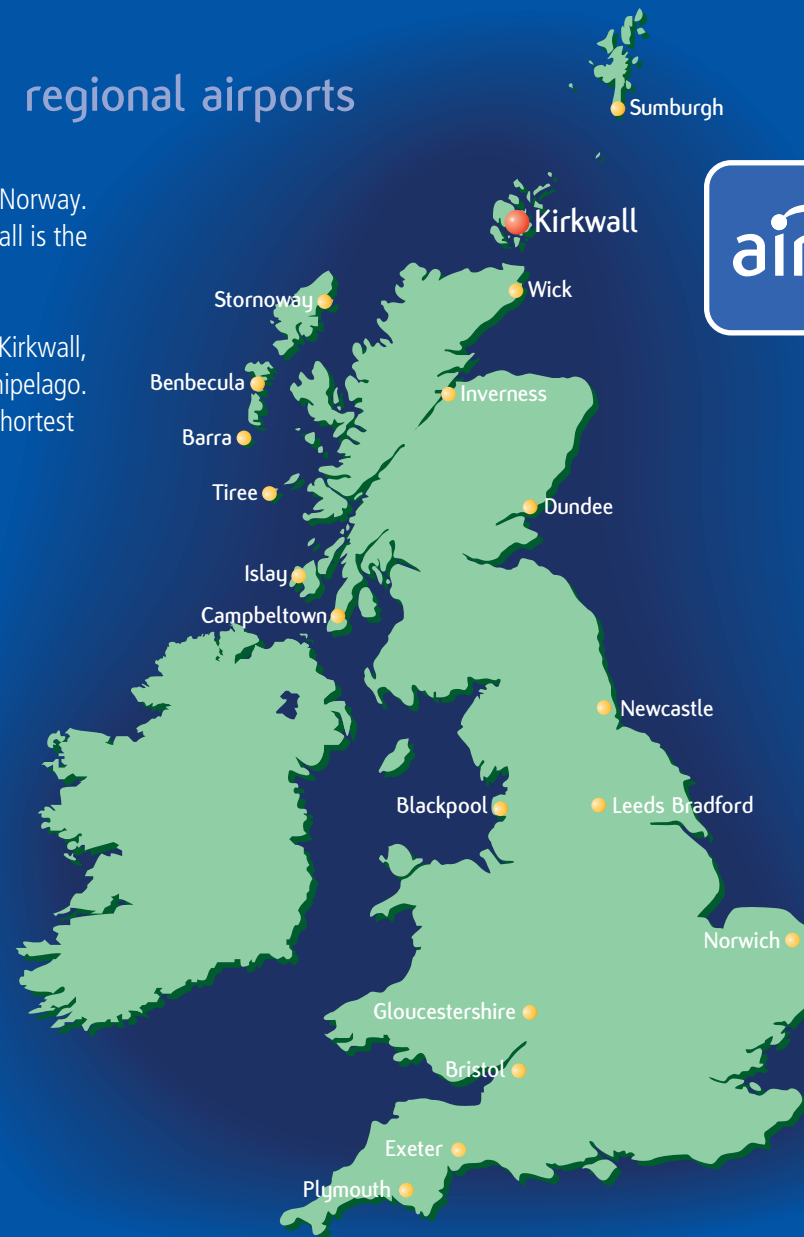 regional airports
Sumburgh
Norway.
all is the
Kirkwall
air
Wick
Stornoway
Kirkwall,
hipelago.
hortest
Benbecula
Inverness
Barra
Tiree
Dundee
Islay
Campbeltown
Newcastle
Blackpool
Leeds Bradford
Norwich
Gloucestershire
Bristol
Exeter
Plymouth